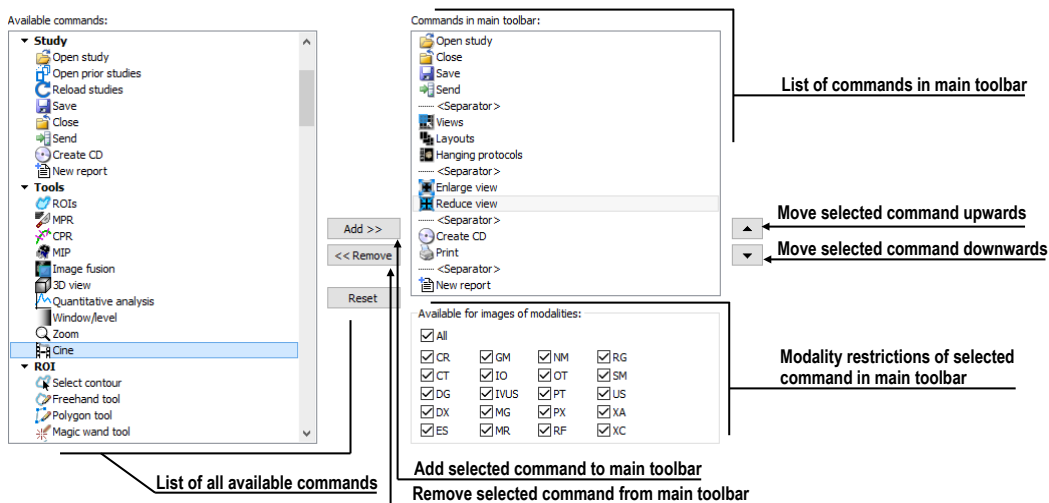 Available commands:
Study
Open study
Open prior studies
Reload studies
Save
Close
Send
Create CD
New report
Tools
ROIs
MPR
CPR
MIP
Image fusion
3D view
Quantitative analysis
Window/level
Zoom
Cine
ROI
Select contour
Freehand tool
Polygon tool
Magic wand tool
Add >>
<< Remove
Reset
Commands in main toolbar:
Open study
Close
Save
Send
------ <Separator>
Views
Layouts
Hanging protocols
------ <Separator>
Enlarge view
Reduce view
------ <Separator>
Create CD
Print
------ <Separator>
New report
Available for images of modalities:
All
CR GM NM RG
CT IO OT SM
DG IVUS PT US
DX MG PX XA
ES MR RF XC
List of commands in main toolbar
Move selected command upwards
Move selected command downwards
Modality restrictions of selected
command in main toolbar
List of all available commands
Add selected command to main toolbar
Remove selected command from main toolbar